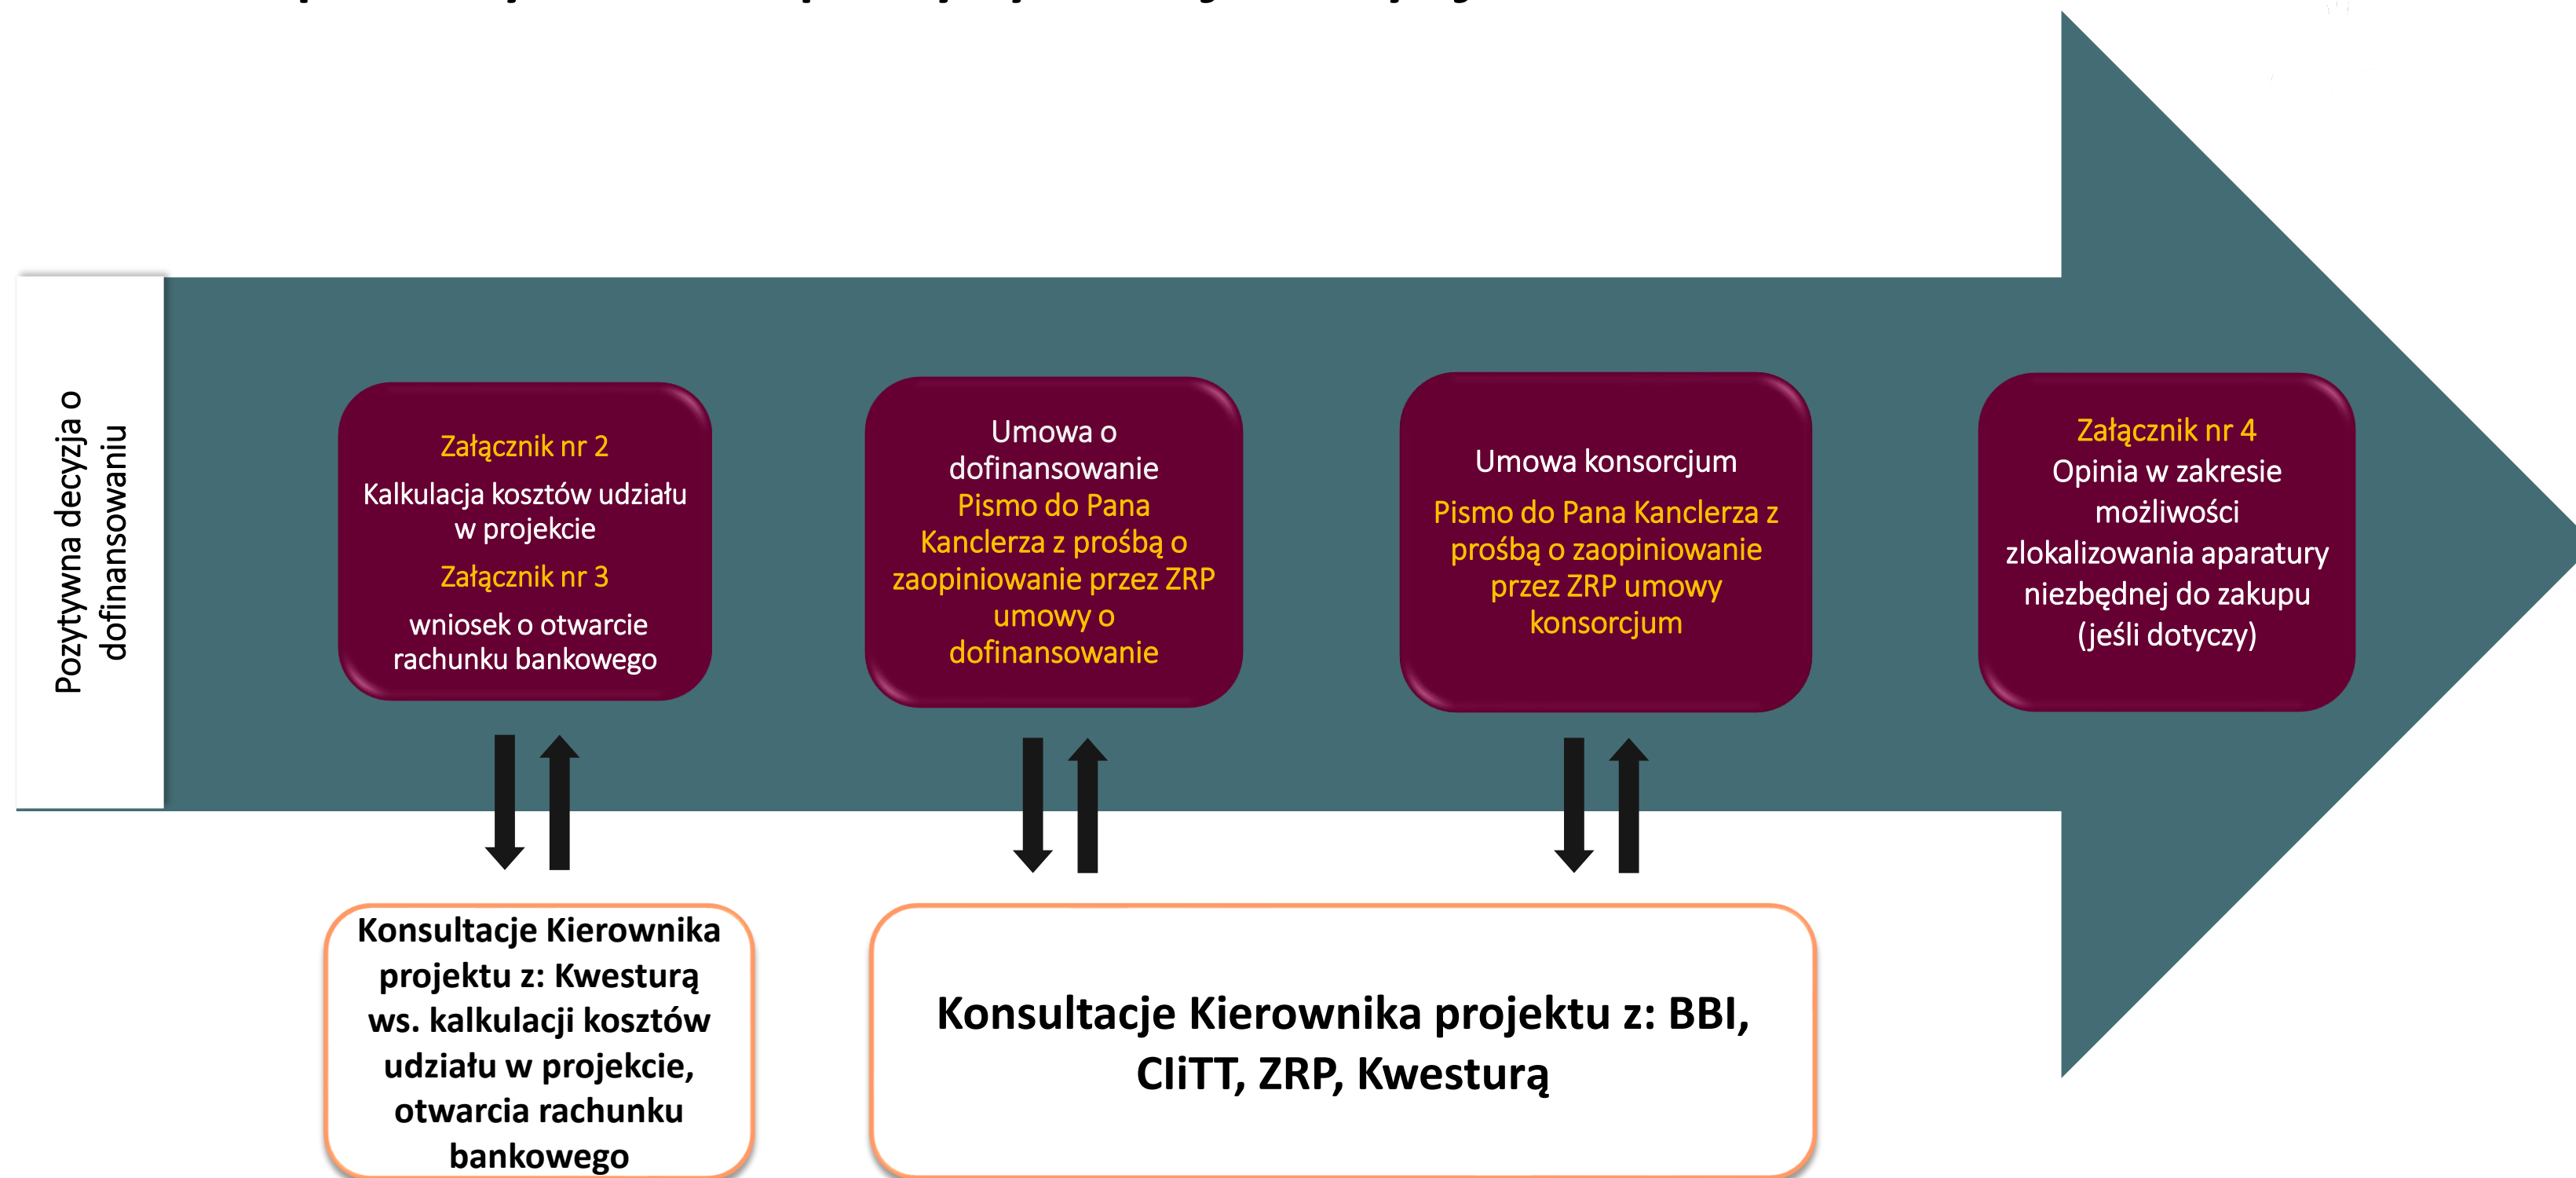 Pozytywna decyzja o
dofinansowaniu
Załącznik nr 2
Kalkulacja kosztów udziału
w projekcie
Załącznik nr 3
wniosek o otwarcie
rachunku bankowego
Umowa o
dofinansowanie
Pismo do Pana
Kanclerza z prośbą o
zaopiniowanie przez ZRP
umowy o
dofinansowanie
Umowa konsorcjum
Pismo do Pana Kanclerza z
prośbą o zaopiniowanie
przez ZRP umowy
konsorcjum
Załącznik nr 4
Opinia w zakresie
możliwości
zlokalizowania aparatury
niezbędnej do zakupu
(jeśli dotyczy)
Konsultacje Kierownika
projektu z: Kwesturą
ws. kalkulacji kosztów
udziału w projekcie,
otwarcia rachunku
bankowego
Konsultacje Kierownika projektu z: BBI,
CIiTT, ZRP, Kwesturą